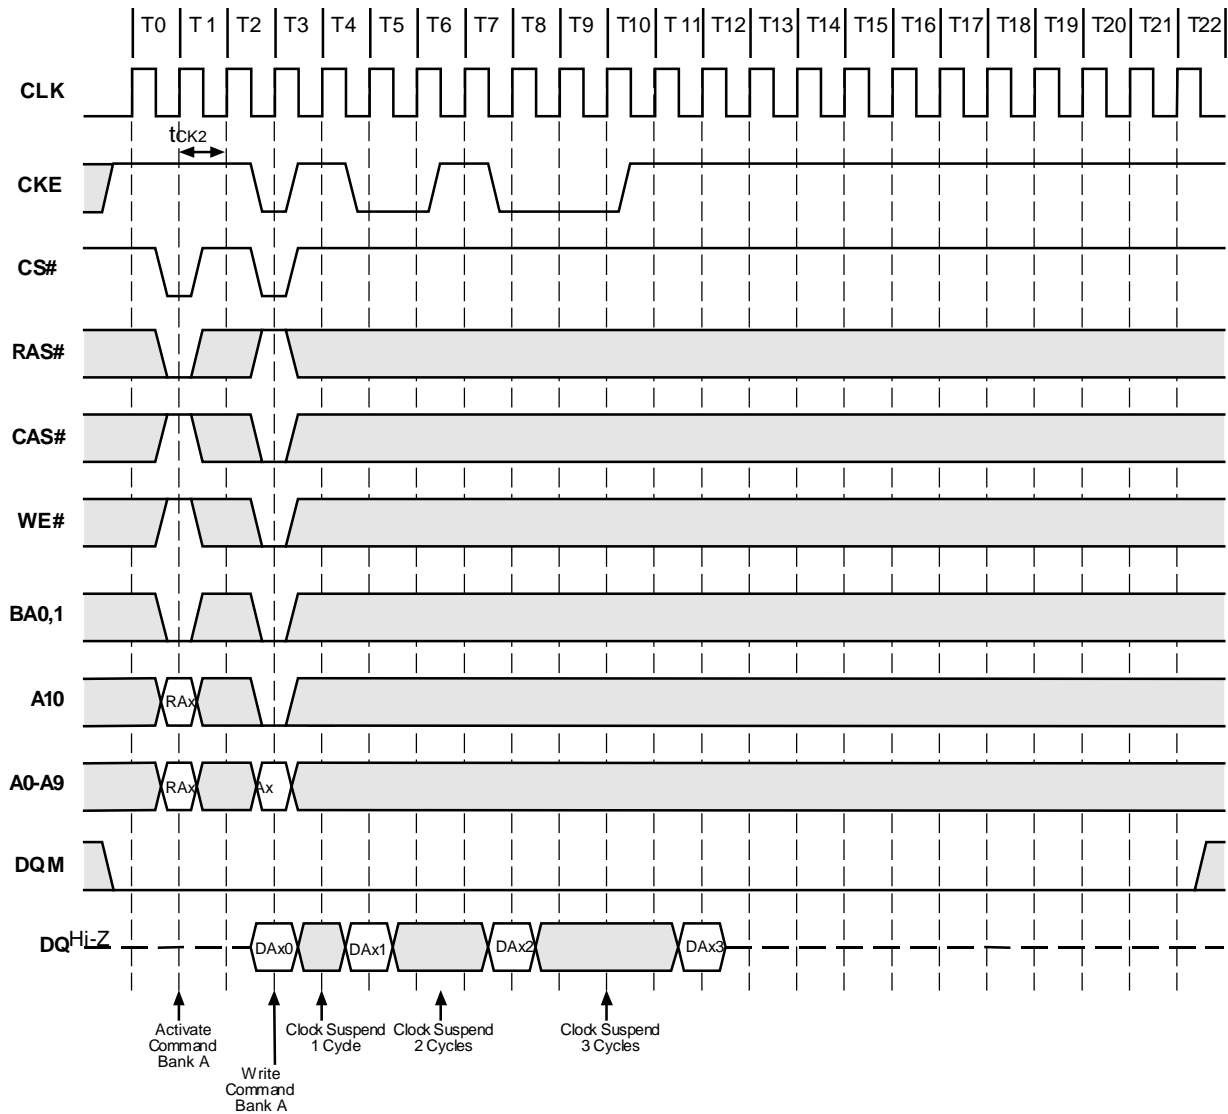 T0 T1 T2 T3 T4 T5 T6 T7 T8 T9 T10 T11 T12 T13 T14 T15 T16 T17 T18 T19 T20 T21 T22
CLK
tCK2
CKE
CS#
RAS#
CAS#
WE#
BA0,1
A10
RAx
A0-A9
RAx
Ax
DQM
DQ
Hi-Z
DAx0
DAx1
DAx2
DAx3
Activate
Command
Bank A
Write
Command
Bank A
Clock Suspend
1 Cycle
Clock Suspend
2 Cycles
Clock Suspend
3 Cycles